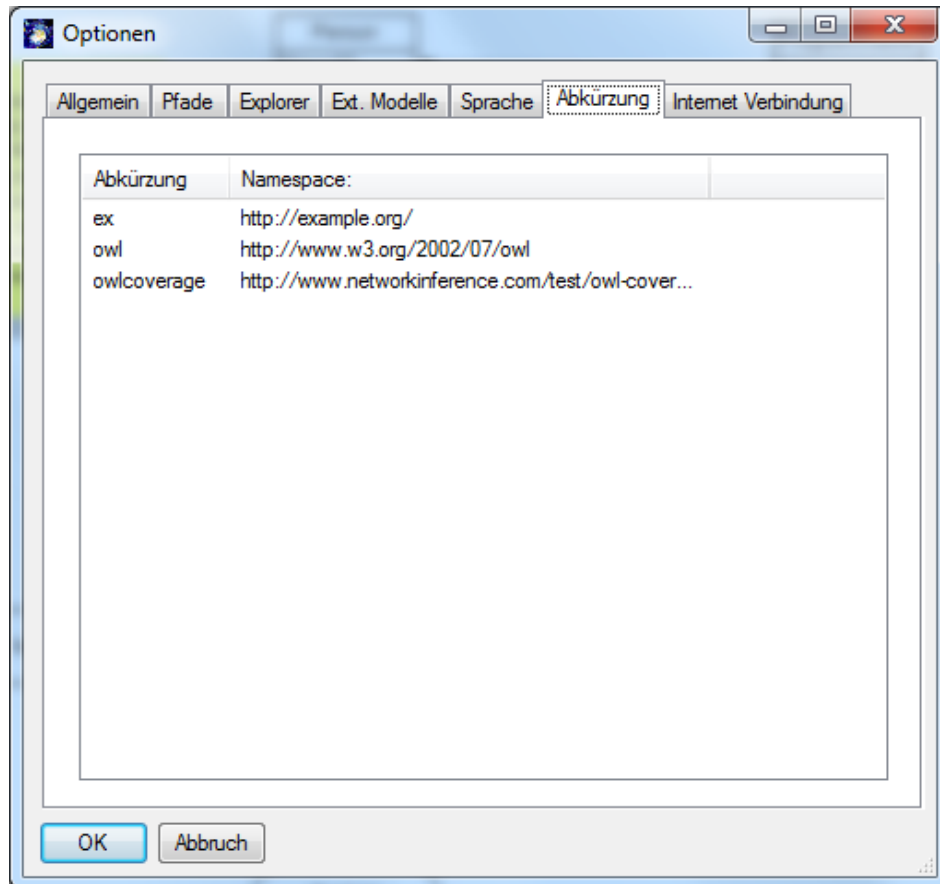 Optionen
Allgemein Pfade Explorer Ext. Modelle Sprache Abkürzung Internet Verbindung
Abkürzung Namespace:
ex http://example.org/
owl http://www.w3.org/2002/07/owl
owlcoverage http://www.networkinference.com/test/owl-cover...
OK Abbruch